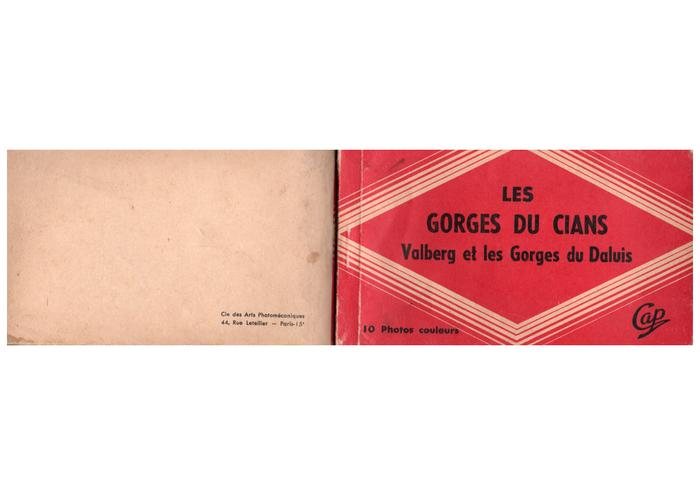 Cie des Arts Photomécaniques
44, Rue Letellier — Paris-15ᵉ
LES
GORGES DU CIANS
Valberg et les Gorges du Daluis
10 Photos couleurs
Cap